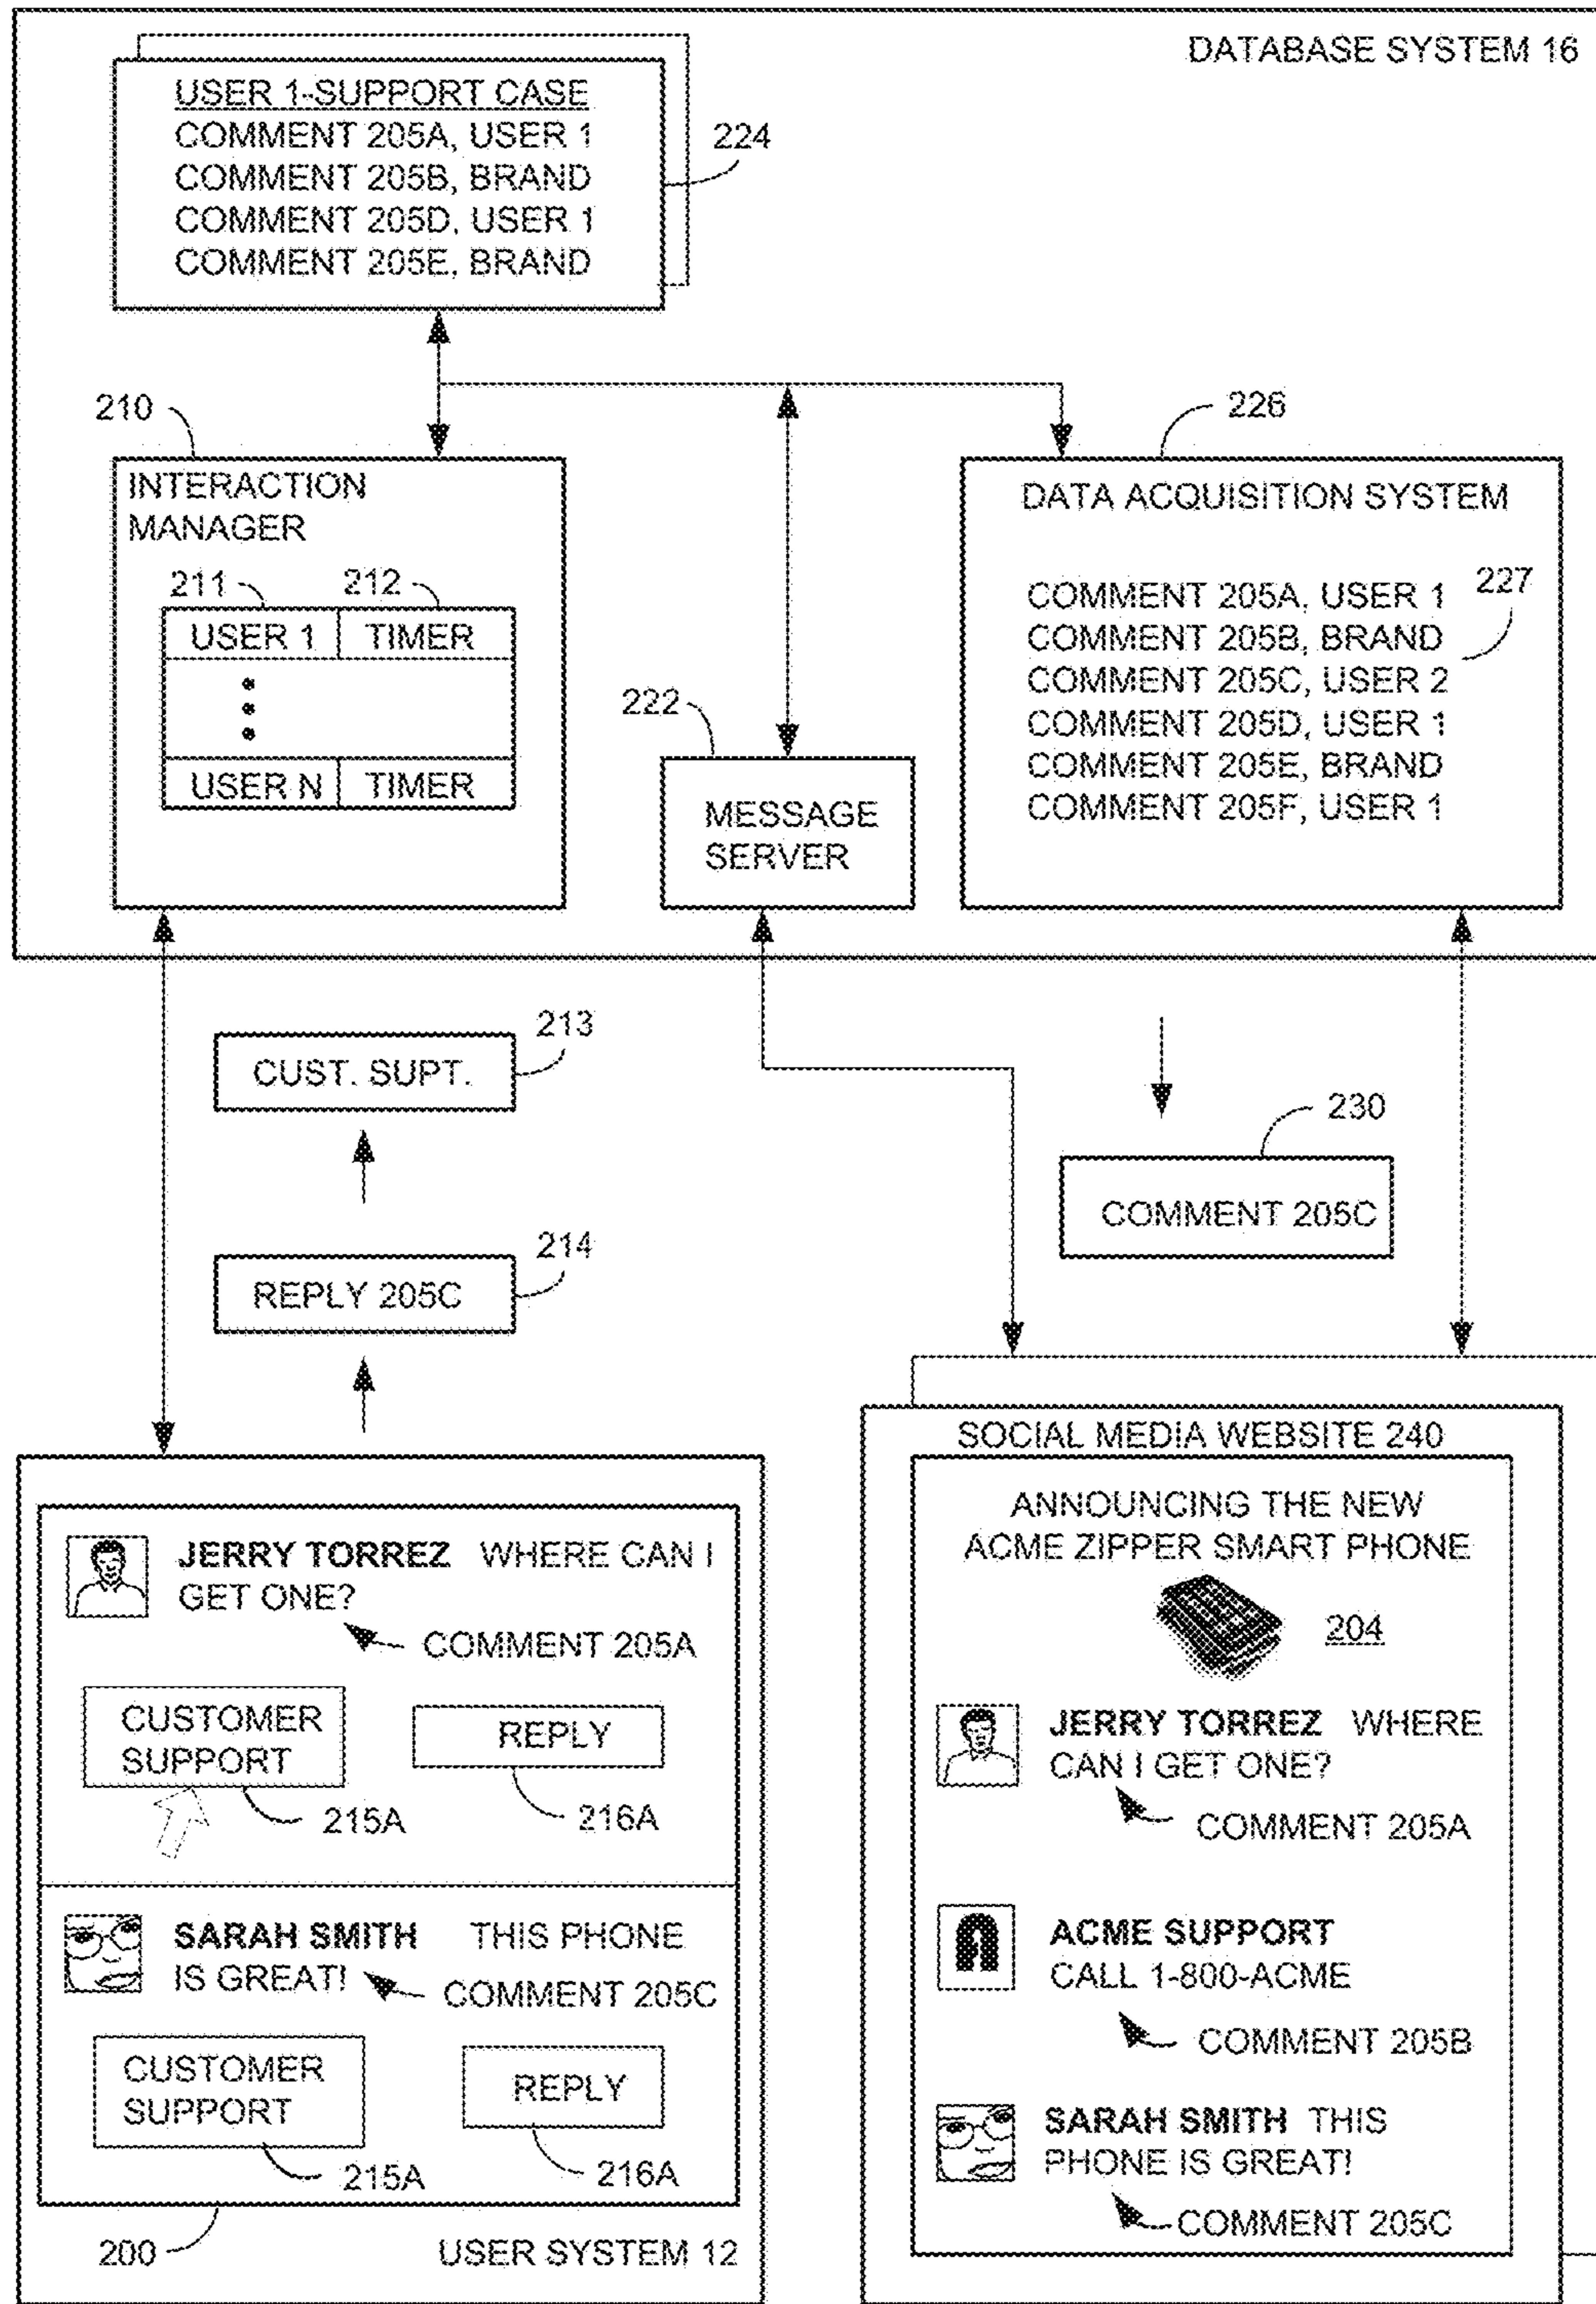 DATABASE SYSTEM 16
USER 1-SUPPORT CASE
COMMENT 205A, USER 1
COMMENT 205B, BRAND
COMMENT 205D, USER 1
COMMENT 205E, BRAND
224
210
INTERACTION
MANAGER
211
212
USER 1
TIMER
USER N
TIMER
222
MESSAGE
SERVER
226
DATA ACQUISITION SYSTEM
227
COMMENT 205A, USER 1
COMMENT 205B, BRAND
COMMENT 205C, USER 2
COMMENT 205D, USER 1
COMMENT 205E, BRAND
COMMENT 205F, USER 1
213
CUST. SUPT.
214
REPLY 205C
230
COMMENT 205C
JERRY TORREZ WHERE CAN I
GET ONE?
COMMENT 205A
CUSTOMER
SUPPORT
REPLY
215A
216A
SARAH SMITH THIS PHONE
IS GREAT!
COMMENT 205C
CUSTOMER
SUPPORT
REPLY
215A
216A
200
USER SYSTEM 12
SOCIAL MEDIA WEBSITE 240
ANNOUNCING THE NEW
ACME ZIPPER SMART PHONE
204
JERRY TORREZ WHERE
CAN I GET ONE?
COMMENT 205A
ACME SUPPORT
CALL 1-800-ACME
COMMENT 205B
SARAH SMITH THIS
PHONE IS GREAT!
COMMENT 205C